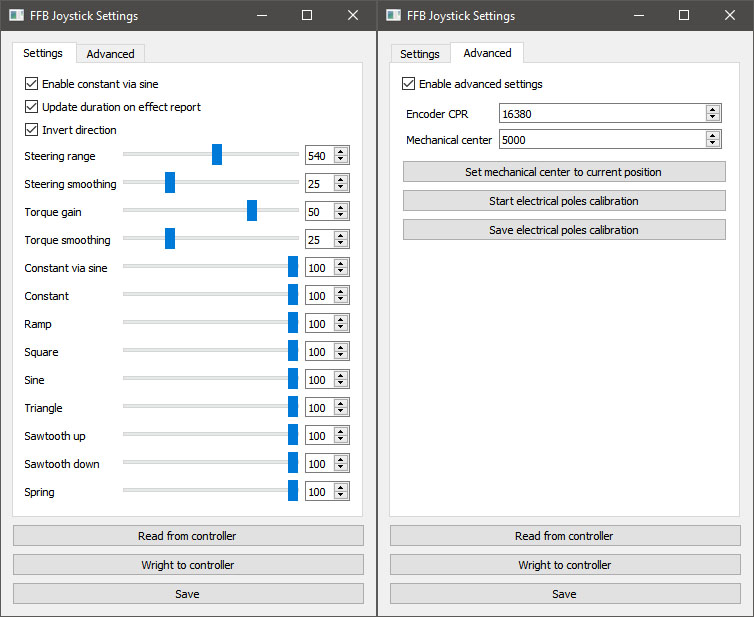 FFB Joystick Settings
Settings Advanced
Enable constant via sine
Update duration on effect report
Invert direction
Steering range 540
Steering smoothing 25
Torque gain 50
Torque smoothing 25
Constant via sine 100
Constant 100
Ramp 100
Square 100
Sine 100
Triangle 100
Sawtooth up 100
Sawtooth down 100
Spring 100
Read from controller
Wright to controller
Save
FFB Joystick Settings
Settings Advanced
Enable advanced settings
Encoder CPR 16380
Mechanical center 5000
Set mechanical center to current position
Start electrical poles calibration
Save electrical poles calibration
Read from controller
Wright to controller
Save